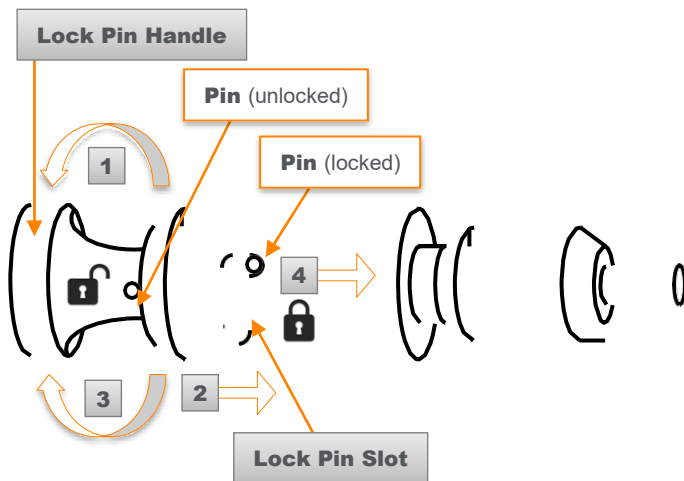 Lock Pin Handle
Pin (unlocked)
1
Pin (locked)
4
3
2
Lock Pin Slot